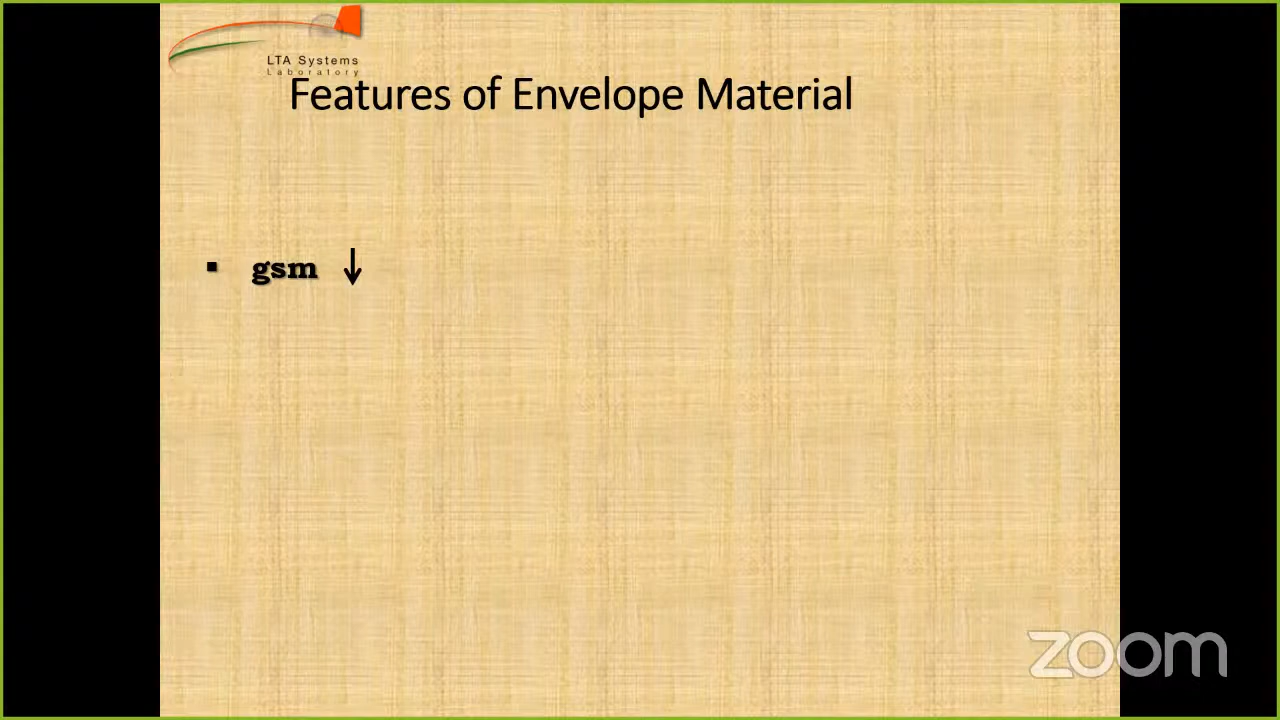 LTA Systems
Laboratory
Features of Envelope Material
▪ gsm ↓
zoom